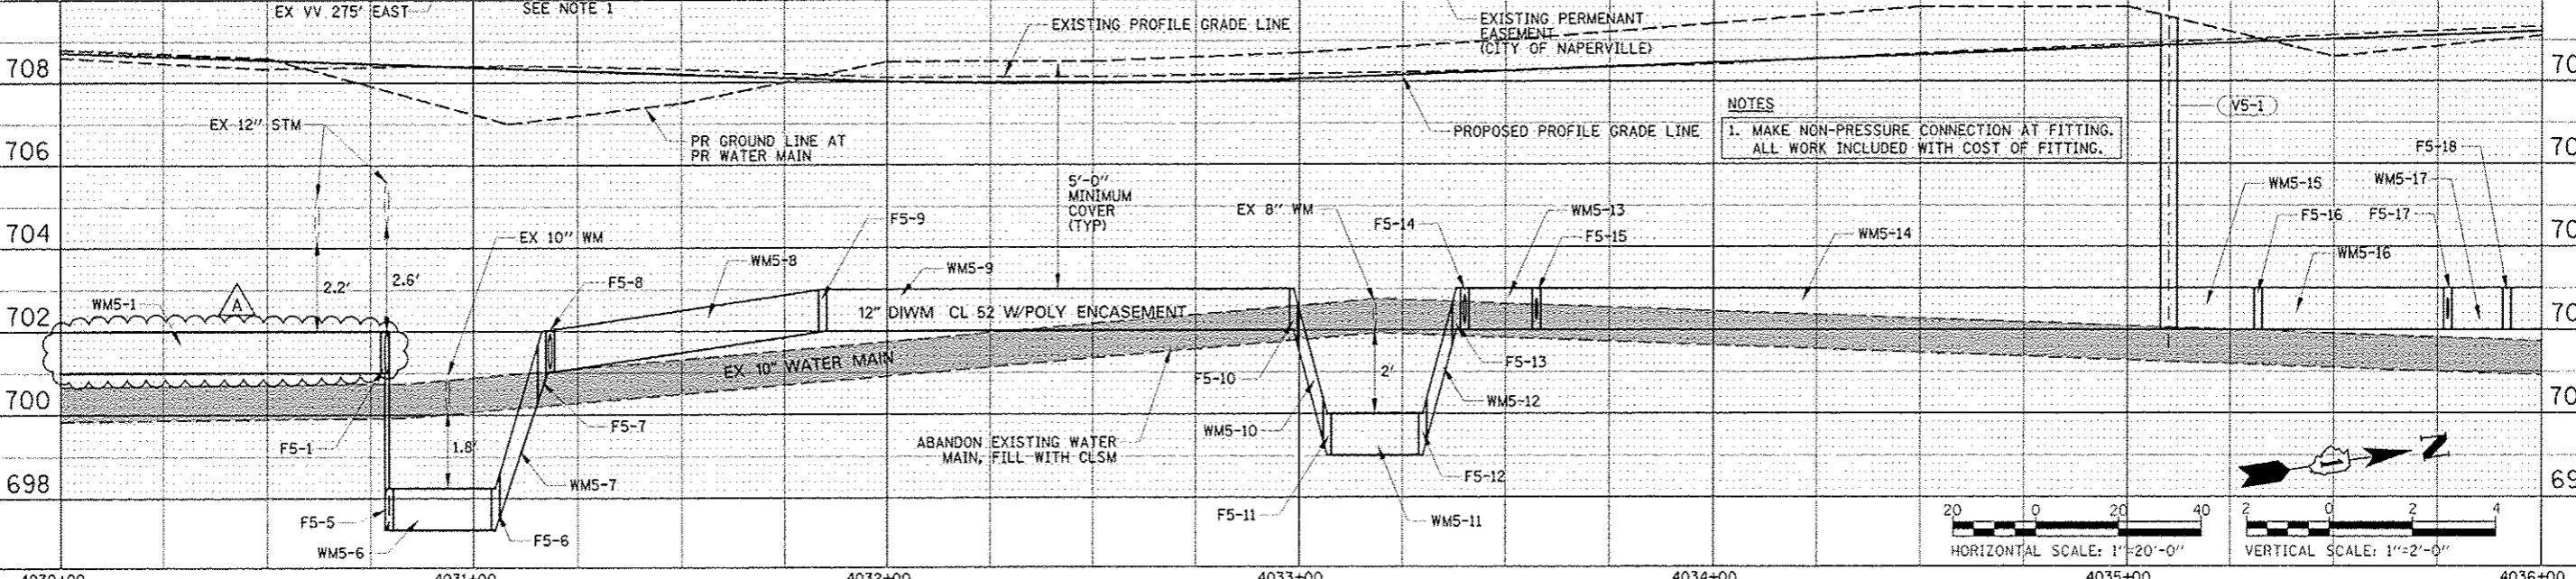 EX VV 275' EAST
SEE NOTE 1
EXISTING PROFILE GRADE LINE
EXISTING PERMENANT
EASEMENT
(CITY OF NAPERVILLE)
708
70
EX 12" STM
PR GROUND LINE AT
PR WATER MAIN
PROPOSED PROFILE GRADE LINE
NOTES
1. MAKE NON-PRESSURE CONNECTION AT FITTING.
ALL WORK INCLUDED WITH COST OF FITTING.
V5-1
706
70
F5-18
5'-0"
MINIMUM
COVER
(TYP)
WM5-15
WM5-17
EX 8" WM
F5-14
WM5-13
F5-16
F5-17
F5-9
704
70
EX 10" WM
F5-15
WM5-14
WM5-16
WM5-8
WM5-9
2.2'
2.6'
F5-8
WM5-1
A
702
70
12" DIWM CL 52 W/POLY ENCASEMENT
EX 10" WATER MAIN
F5-10
2'
F5-13
700
70
WM5-12
F5-7
WM5-10
F5-1
1.8'
ABANDON EXISTING WATER
MAIN, FILL WITH CLSM
F5-12
N
1
698
69
WM5-7
F5-5
F5-11
WM5-11
WM5-6
F5-6
20 0 20 40
HORIZONTAL SCALE: 1"=20'-0"
2 0 2 4
VERTICAL SCALE: 1"=2'-0"
4030+00
4031+00
4032+00
4033+00
4034+00
4035+00
4036+00